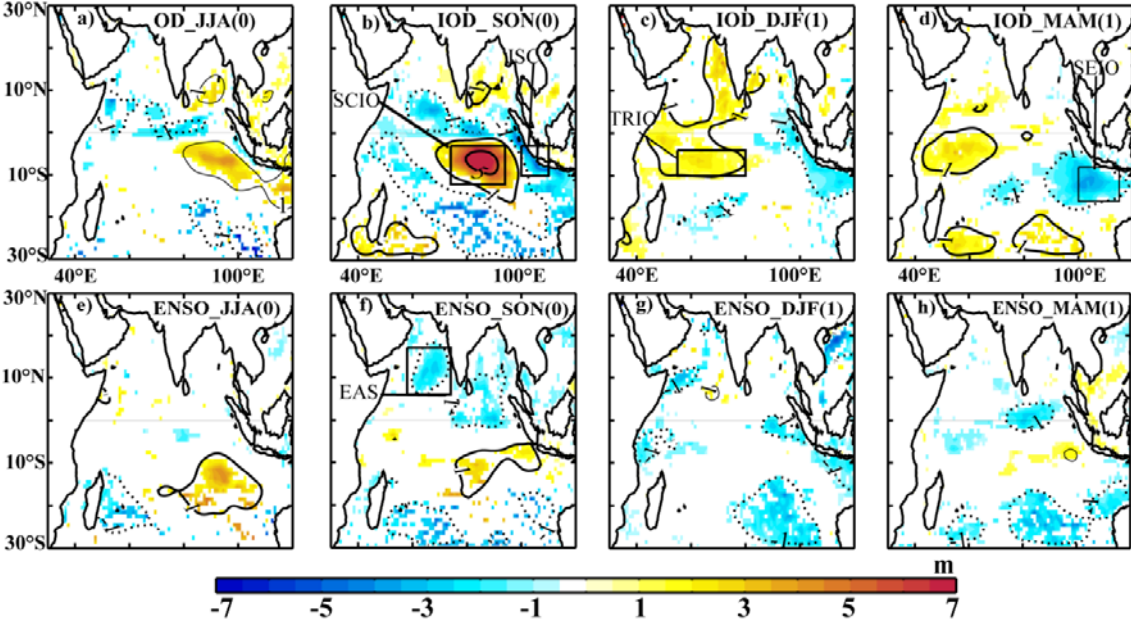 30°N a) OD_JJA(0) b) IOD_SON(0) c) IOD_DJF(1) d) IOD_MAM(1)
ISC SEIO
10°N SCIO TRIO
10°S
30°S
40°E 100°E 40°E 100°E 40°E 100°E 40°E 100°E
30°N e) ENSO_JJA(0) f) ENSO_SON(0) g) ENSO_DJF(1) h) ENSO_MAM(1)
10°N EAS
10°S
30°S
m
-7 -5 -3 -1 1 3 5 7